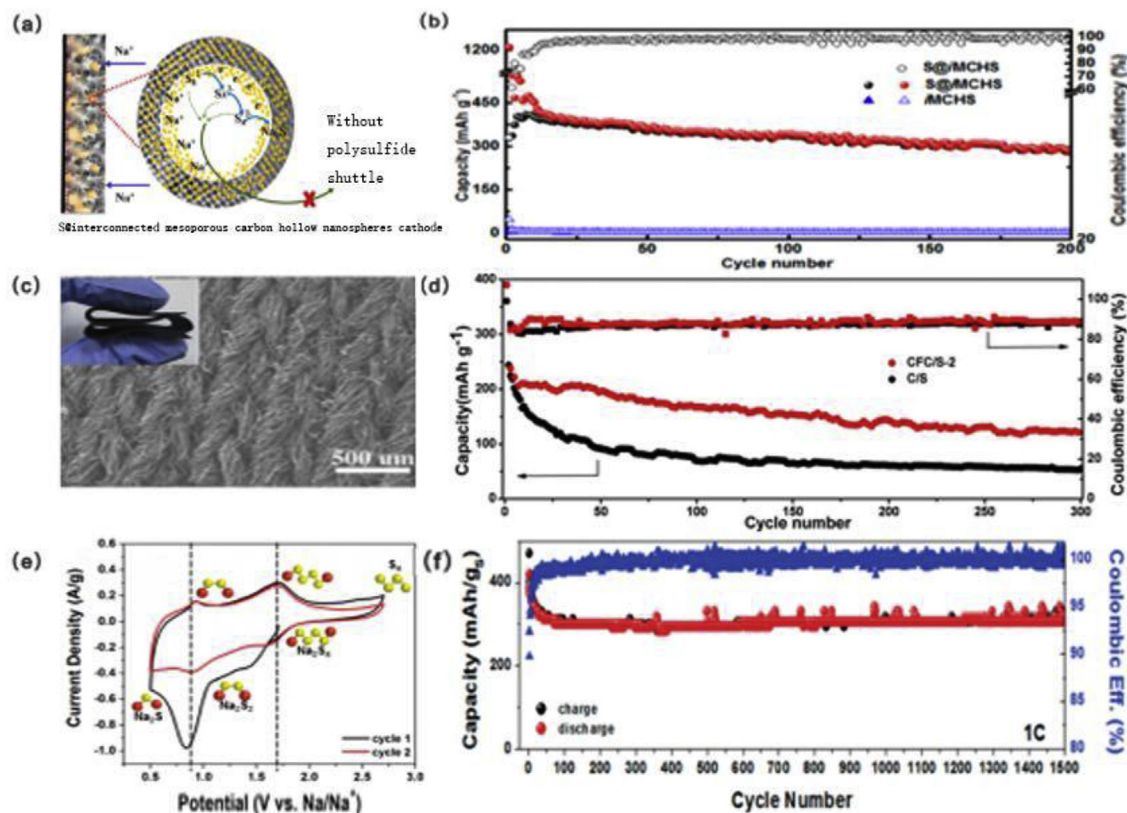 (a)
Na⁺
Na⁺
Without
polysulfide
shuttle
S@interconnected mesoporous carbon hollow nanospheres cathode
(b)
Capacity (mAh g⁻¹)
1200
450
300
150
0
S@/MCHS
S@/MCHS
/MCHS
100
90
80
70
60
20
Coulombic efficiency (%)
0 50 100 150 200
Cycle number
(c)
500 um
(d)
Capacity(mAh g⁻¹)
400
300
200
100
0
CFC/S-2
C/S
100
80
60
40
20
0
Coulombic efficiency (%)
0 50 100 150 200 250 300
Cycle number
(e)
Current Density (A/g)
0.6
0.4
0.2
0.0
-0.2
-0.4
-0.6
-0.8
-1.0
Na₂S
Na₂S₂
cycle 1
cycle 2
0.5 1.0 1.5 2.0 2.5 3.0
Potential (V vs. Na/Na⁺)
(f)
Capacity (mAh/gₛ)
400
200
0
charge
discharge
1C
100
95
90
85
80
Coulombic Eff. (%)
0 100 200 300 400 500 600 700 800 900 1000 1100 1200 1300 1400 1500
Cycle Number